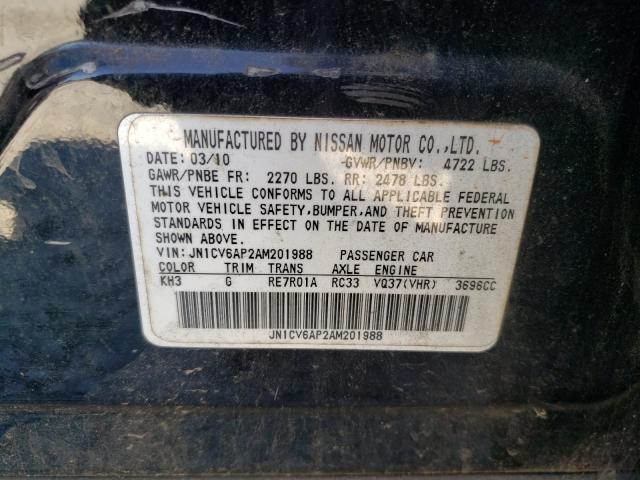 MANUFACTURED BY NISSAN MOTOR CO.,LTD.
DATE: 03/10 -GVWR/PNBV: 4722 LBS.
GAWR/PNBE FR: 2270 LBS. RR: 2478 LBS.
THIS VEHICLE CONFORMS TO ALL APPLICABLE FEDERAL
MOTOR VEHICLE SAFETY,BUMPER,AND THEFT PREVENTION
STANDARDS IN EFFECT ON THE DATE OF MANUFACTURE
SHOWN ABOVE.
VIN: JN1CV6AP2AM201988 PASSENGER CAR
COLOR TRIM TRANS AXLE ENGINE
KH3 G RE7R01A RC33 VQ37(VHR) 3696CC
JN1CV6AP2AM201988